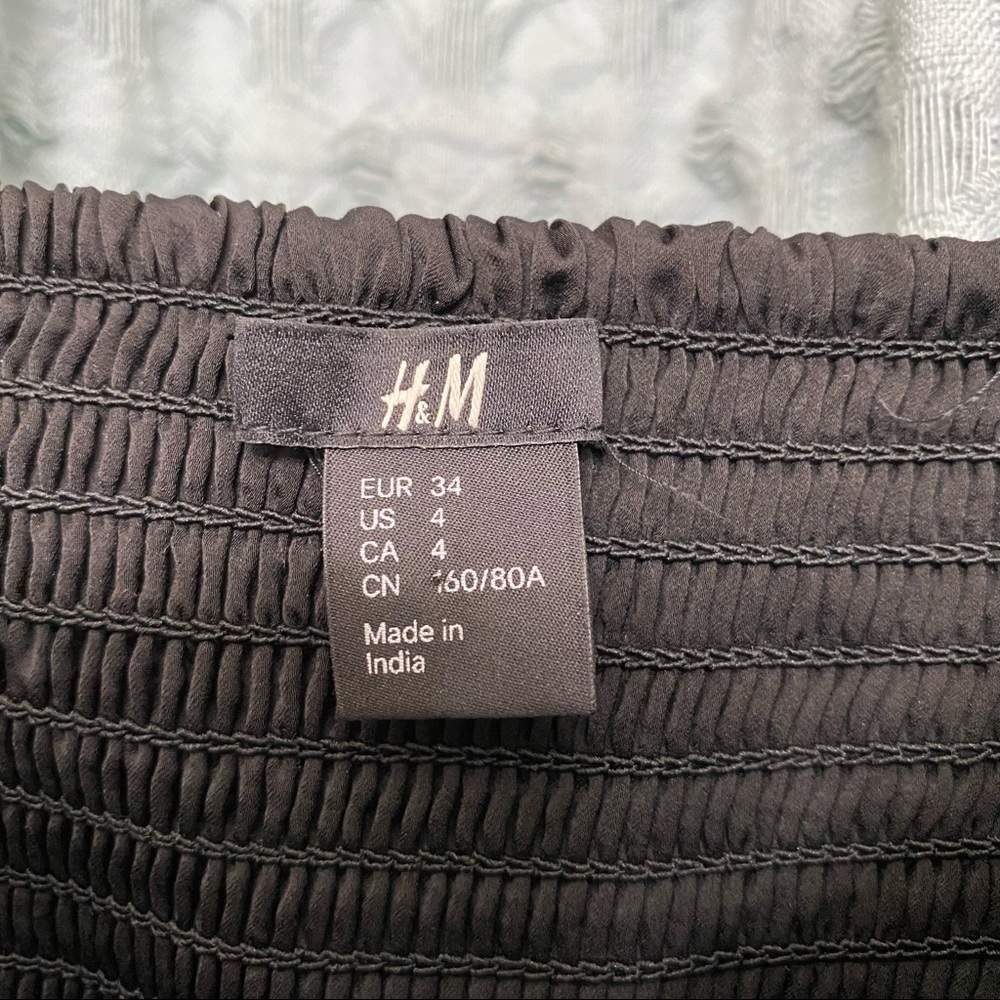 H&M
EUR 34
US 4
CA 4
CN 160/80A
Made in
India